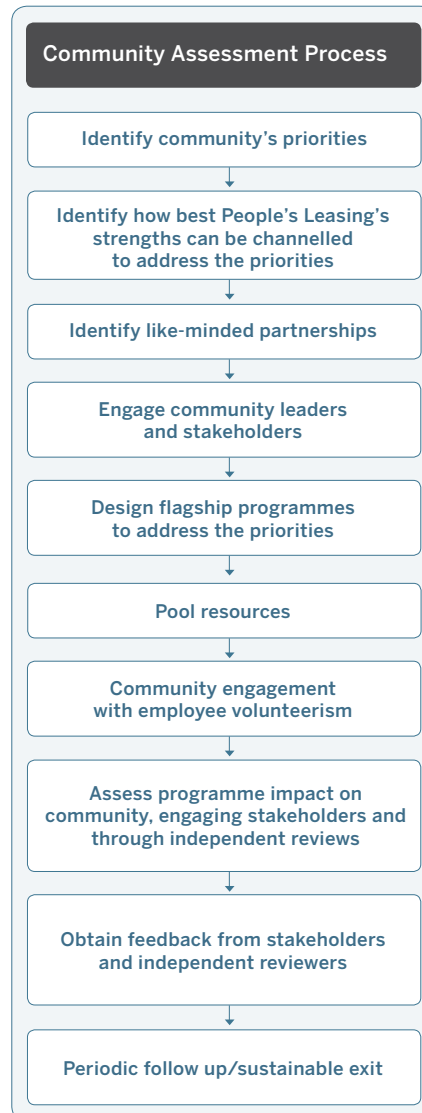 Community Assessment Process
Identify community’s priorities
Identify how best People’s Leasing’s
strengths can be channelled
to address the priorities
Identify like-minded partnerships
Engage community leaders
and stakeholders
Design flagship programmes
to address the priorities
Pool resources
Community engagement
with employee volunteerism
Assess programme impact on
community, engaging stakeholders and
through independent reviews
Obtain feedback from stakeholders
and independent reviewers
Periodic follow up/sustainable exit